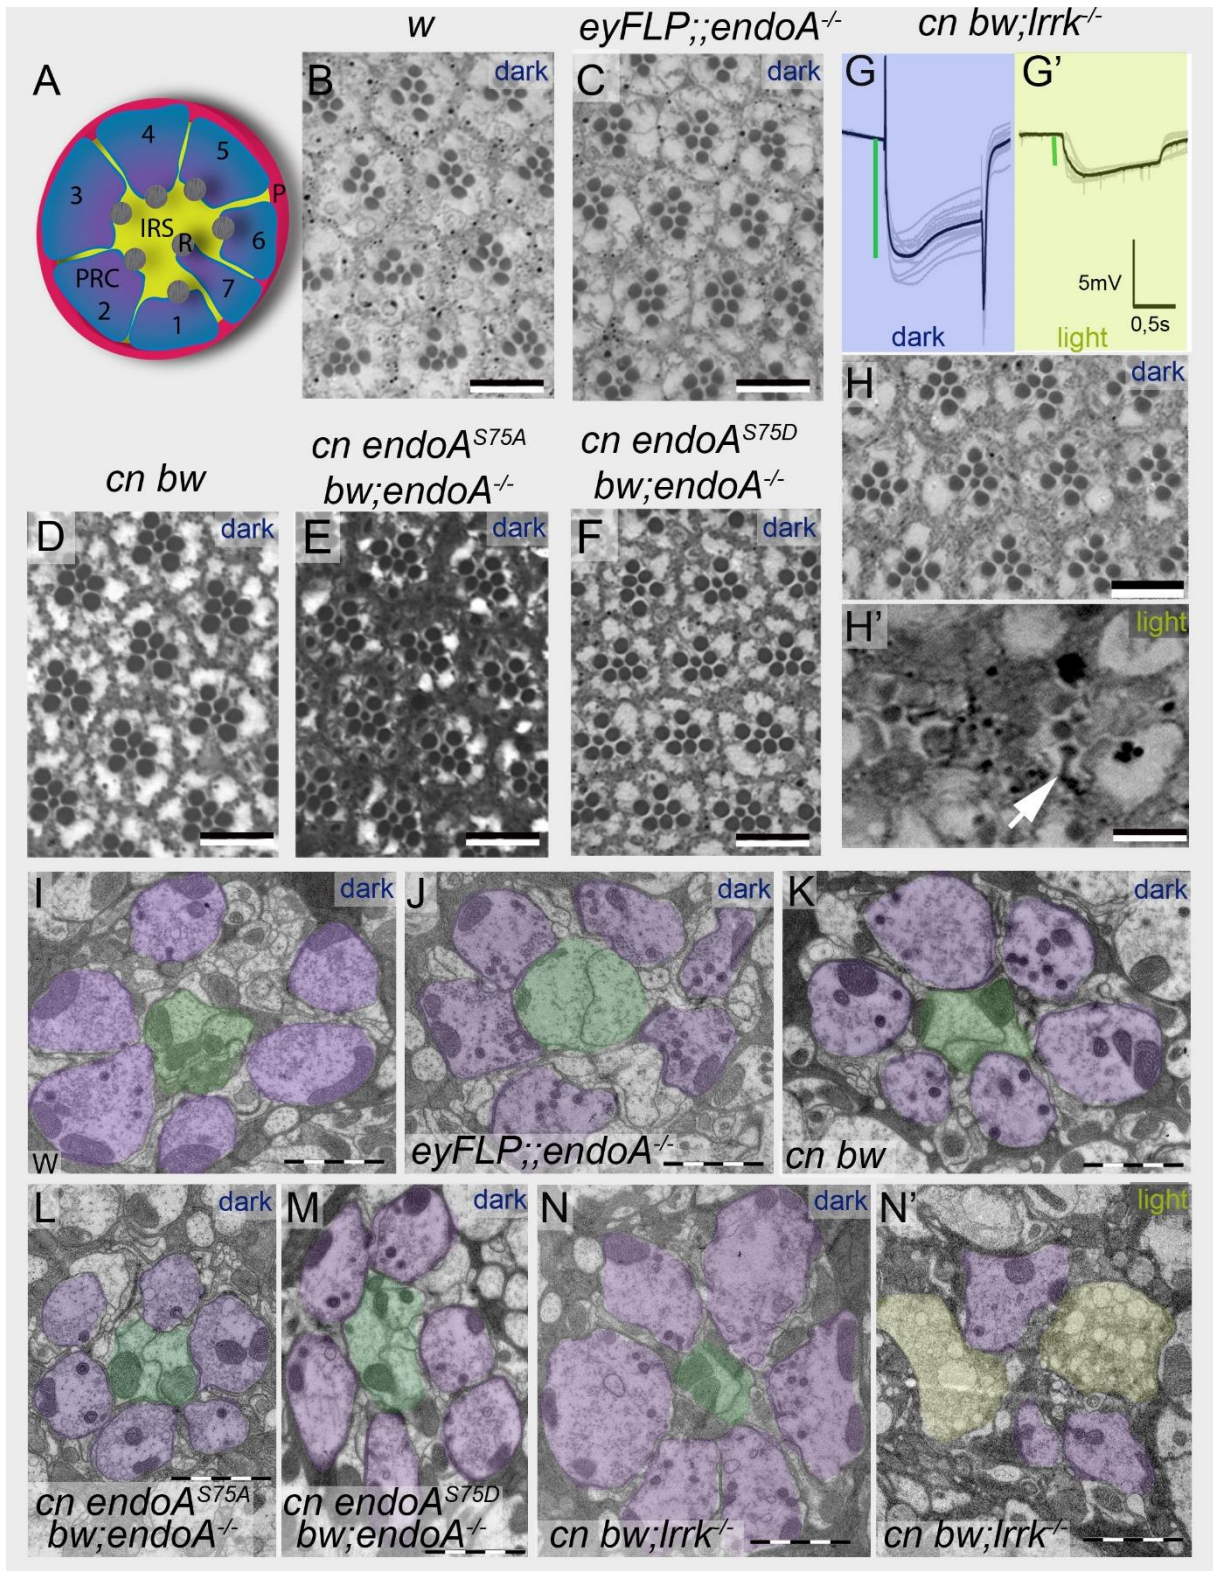 w
eyFLP;;endoA-/-
cn bw;lrrk-/-
A
4
5
3
P
IRS
R
6
PRC
7
2
1
B
dark
C
dark
G
G’
5mV
0,5s
dark
light
H
dark
H’
light
cn bw
cn endoAS75A
bw;endoA-/-
cn endoAS75D
bw;endoA-/-
D
dark
E
dark
F
dark
I
dark
w
J
dark
eyFLP;;endoA-/-
K
dark
cn bw
L
dark
cn endoAS75A
bw;endoA-/-
M
dark
cn endoAS75D
bw;endoA-/-
N
dark
cn bw;lrrk-/-
N’
light
cn bw;lrrk-/-